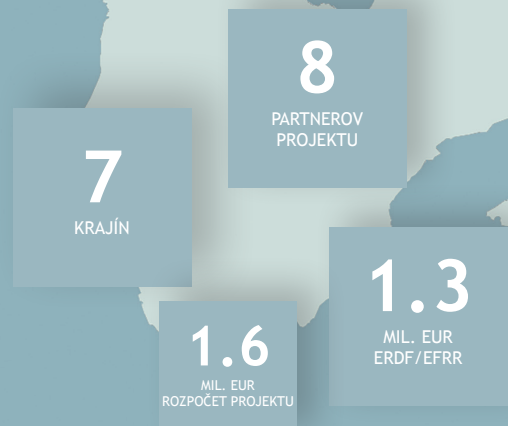 8
PARTNEROV
PROJEKTU
7
KRAJÍN
1.3
MIL. EUR
ERDF/EFRR
1.6
MIL. EUR
ROZPOČET PROJEKTU